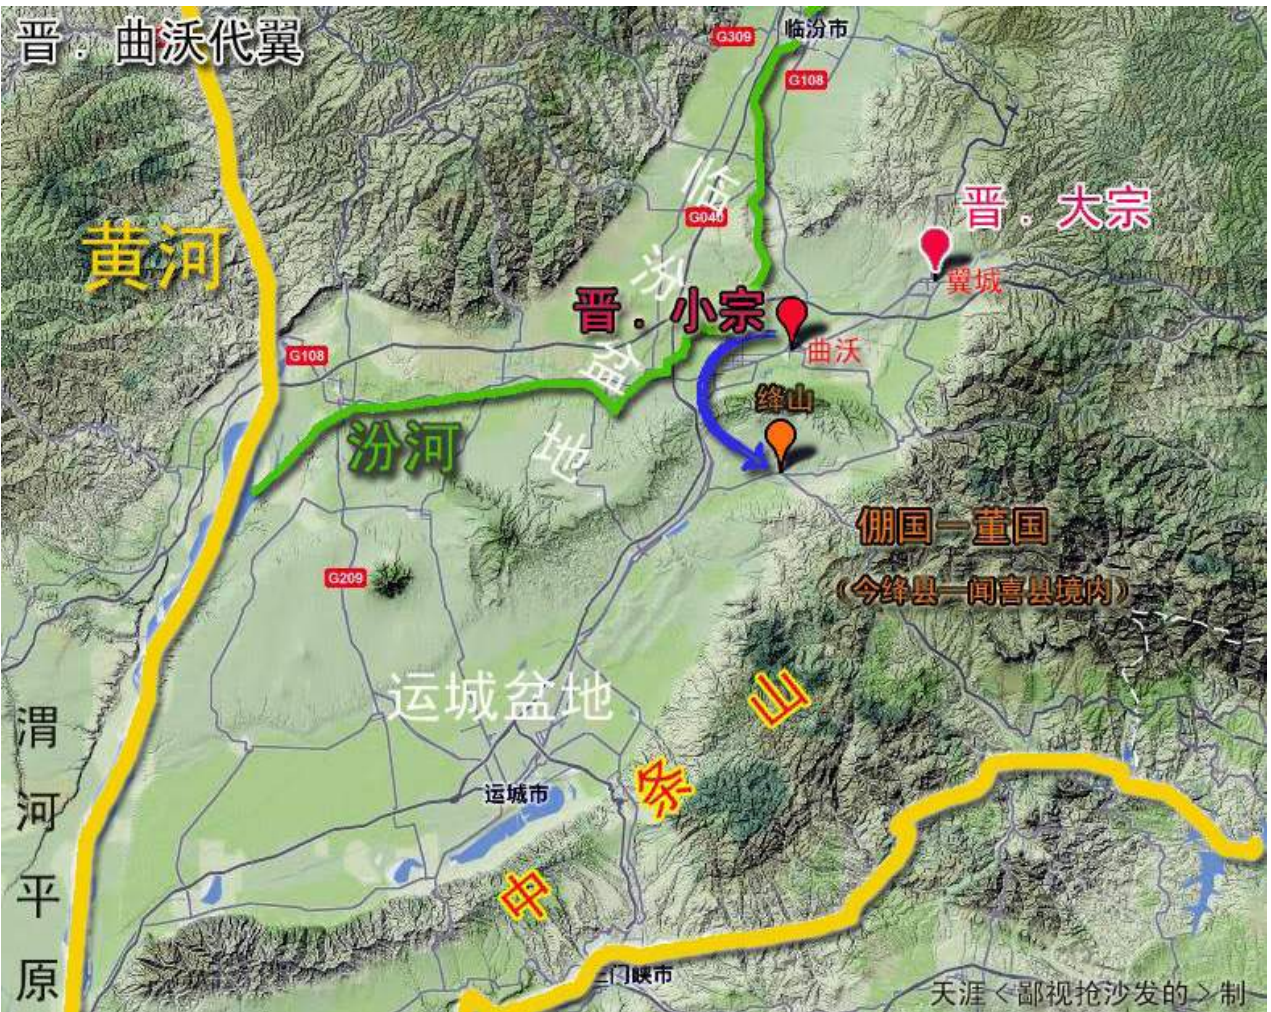 晋.曲沃代翼
G309
临汾市
G108
临汾盆地
G040
晋.大宗
翼城
黄河
晋.小宗
曲沃
G108
绛山
汾河
倗国—董国
（今绛县—闻喜县境内）
G209
运城盆地
中条山
渭河平原
运城市
三门峡市
天涯<鄙视抢沙发的>制